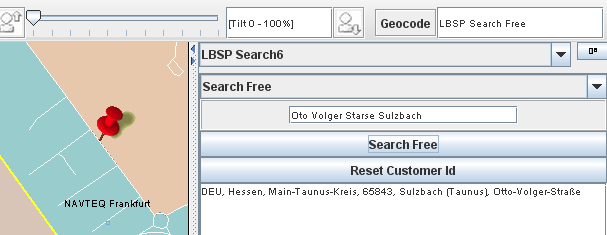 [Tilt 0 - 100%]
Geocode
LBSP Search Free
LBSP Search6
Search Free
Oto Volger Starse Sulzbach
Search Free
Reset Customer Id
DEU, Hessen, Main-Taunus-Kreis, 65843, Sulzbach (Taunus), Otto-Volger-Straße
NAVTEQ Frankfurt